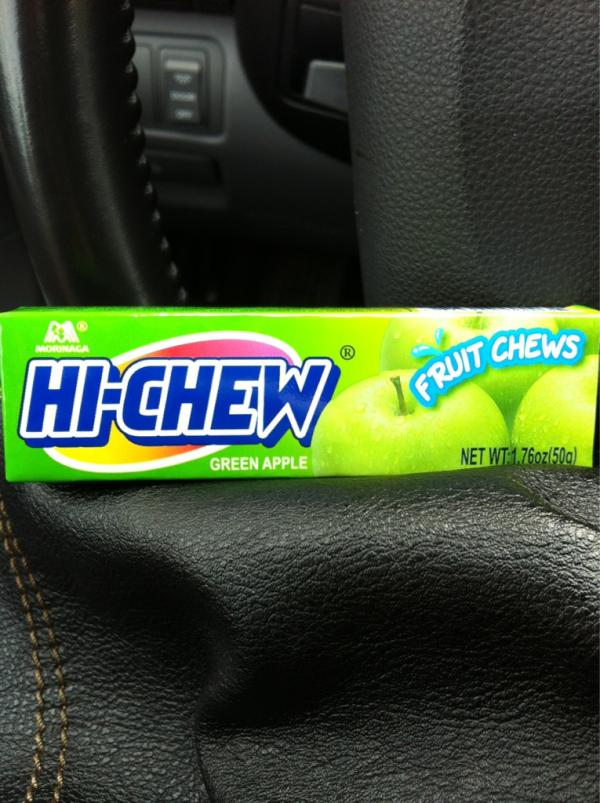 MORINAGA ®
HI-CHEW ®
GREEN APPLE
FRUIT CHEWS
NET WT. 1.76oz(50g)